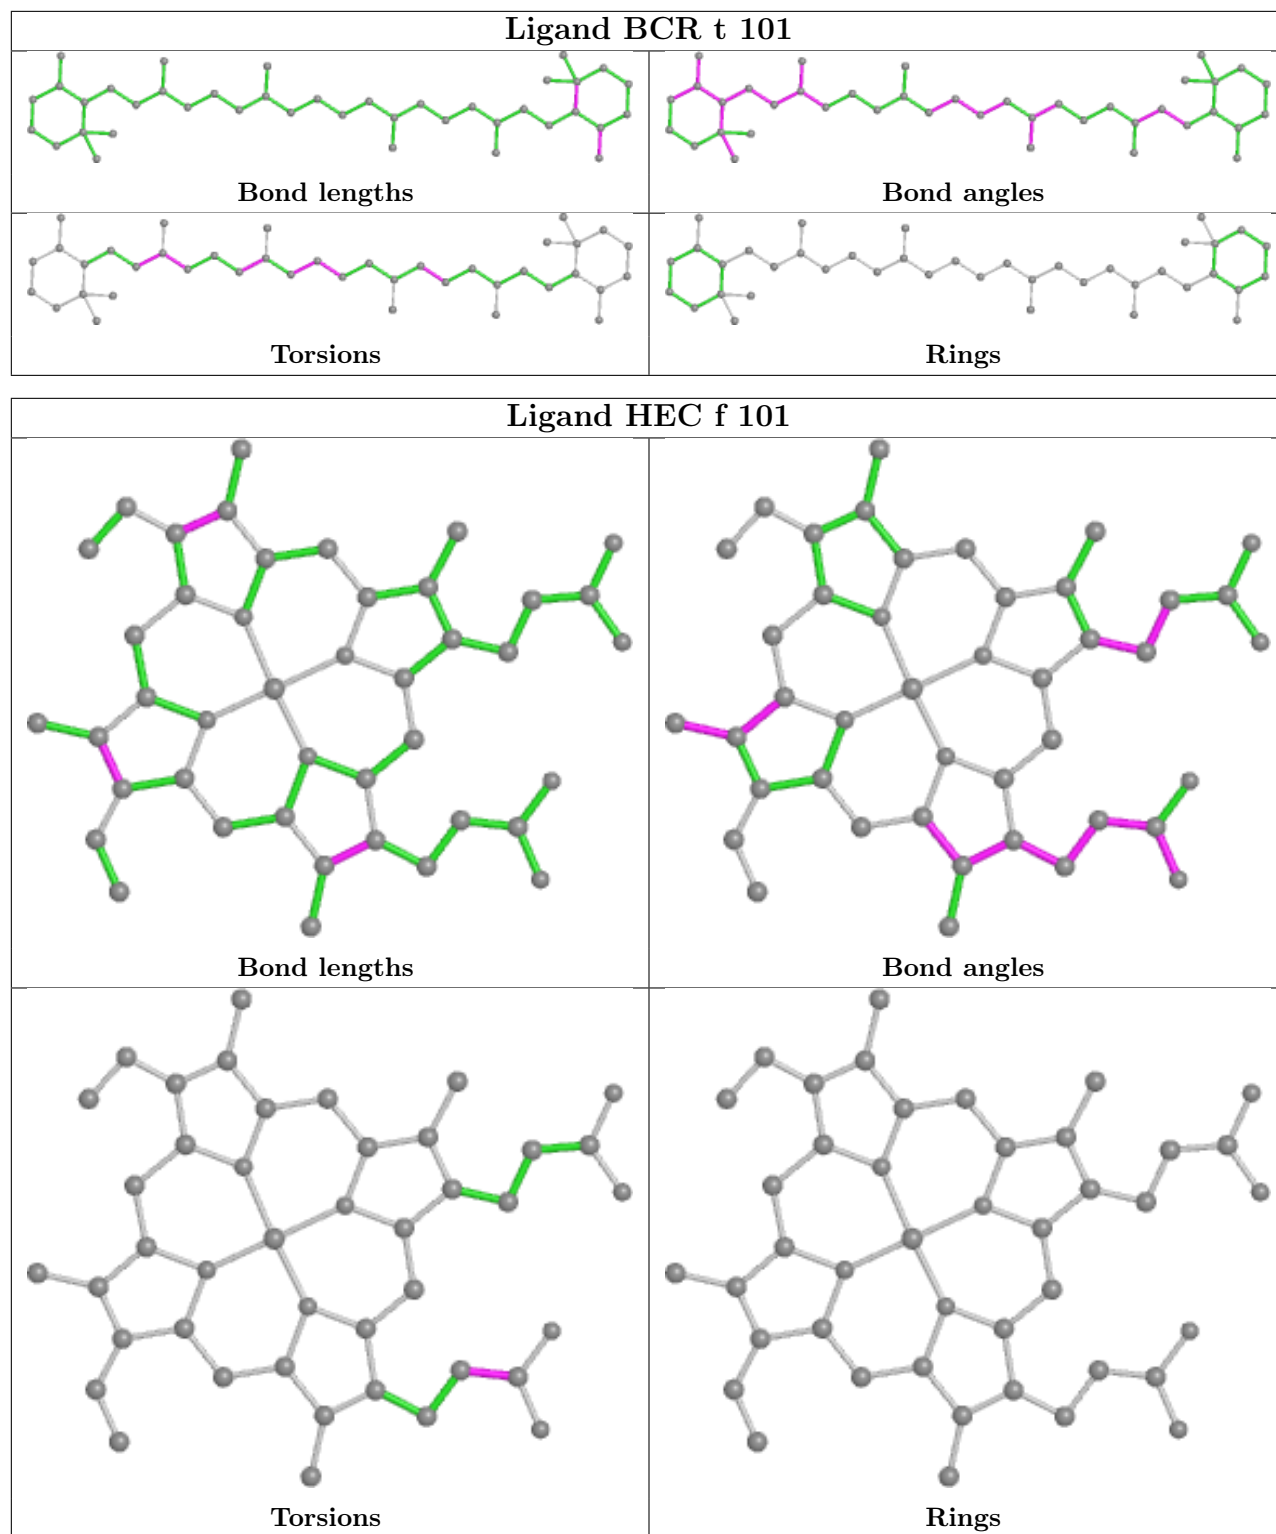 Ligand BCR t 101
Bond lengths
Bond angles
Torsions
Rings
Ligand HEC f 101
Bond lengths
Bond angles
Torsions
Rings